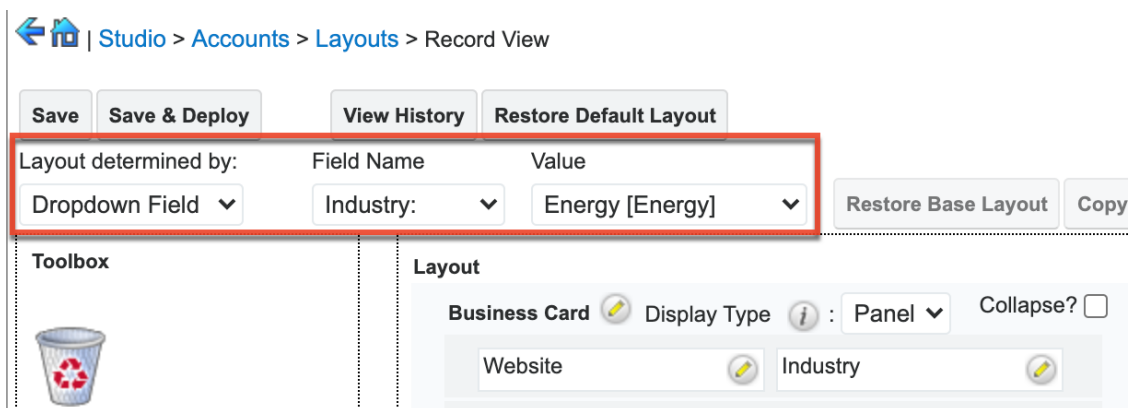 | Studio > Accounts > Layouts > Record View
Save Save & Deploy View History Restore Default Layout
Layout determined by: Field Name Value
Dropdown Field Industry: Energy [Energy] Restore Base Layout Copy
Toolbox
Layout
Business Card Display Type i : Panel Collapse?
Website Industry